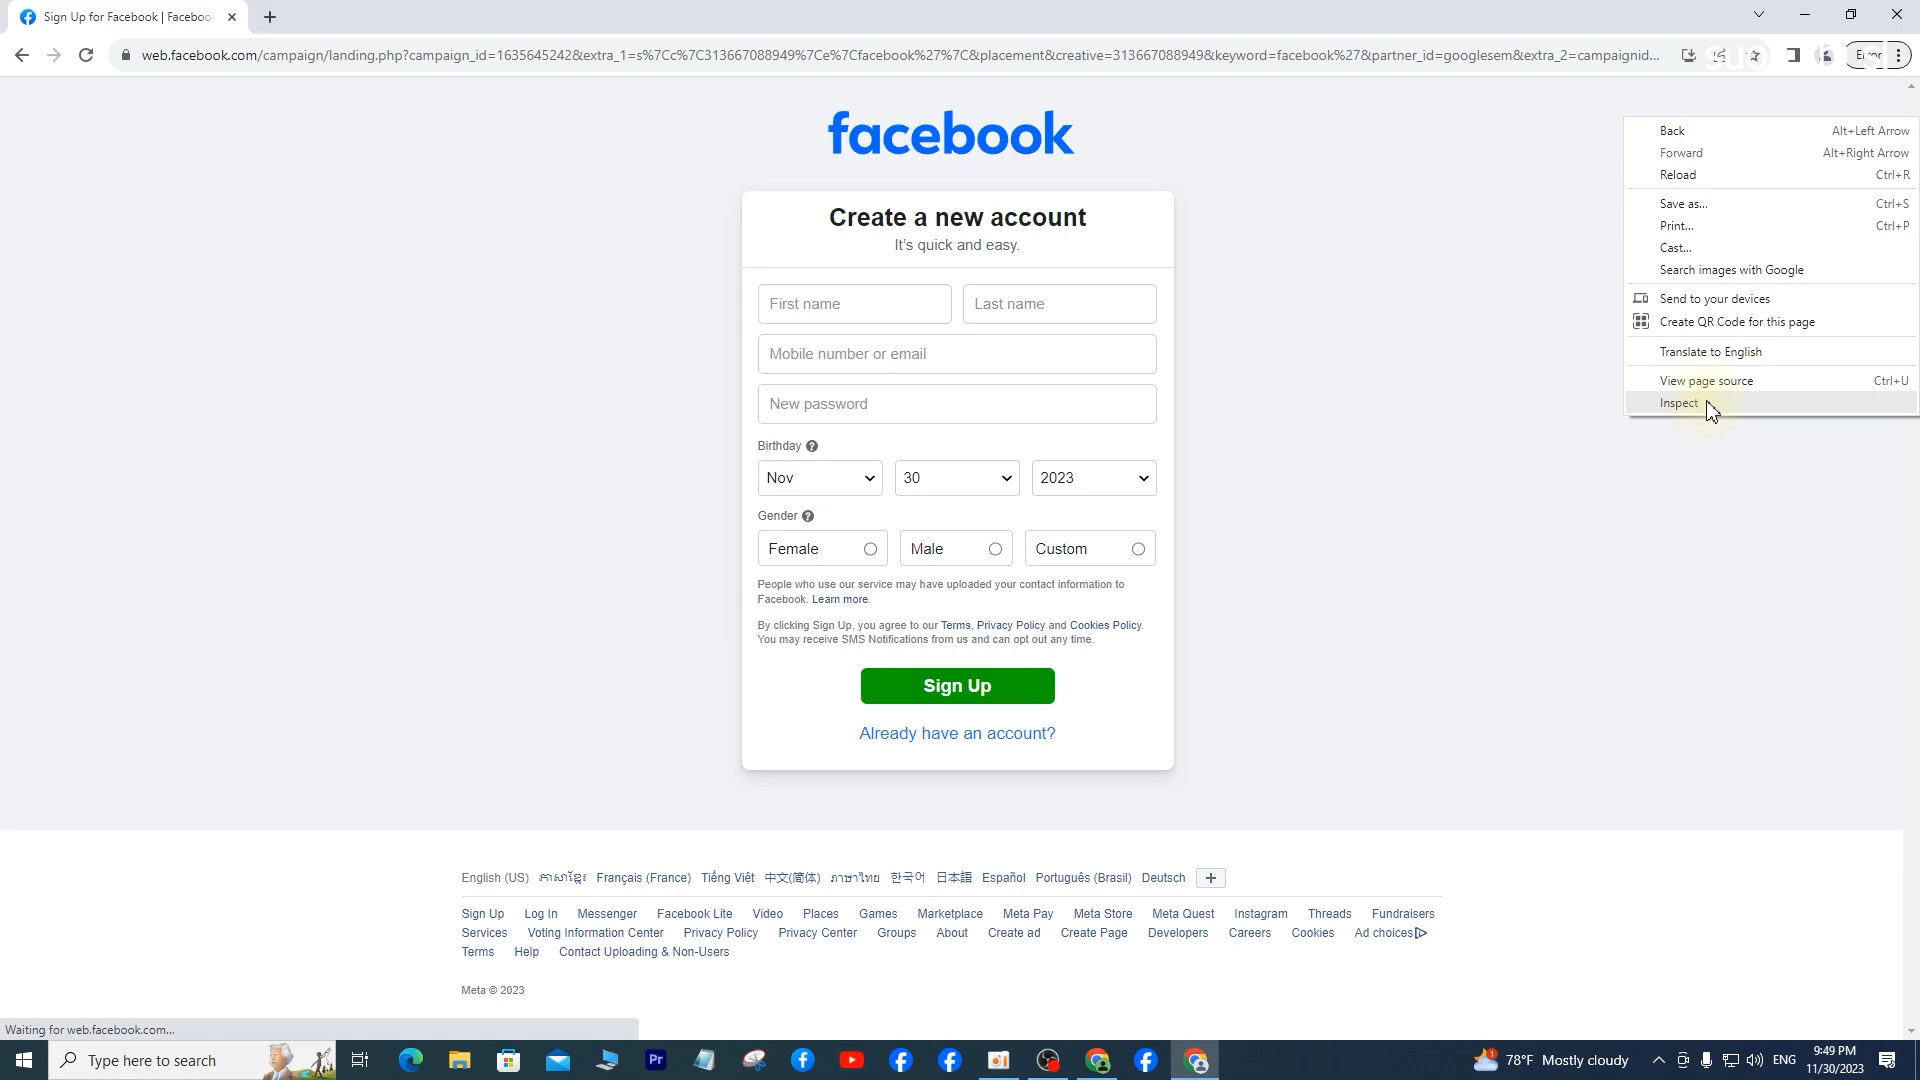 Sign Up for Facebook | Faceboo
web.facebook.com/campaign/landing.php?campaign_id=1635645242&extra_1=s%7Cc%7C313667088949%7Ce%7Cfacebook%27%7C&placement&creative=313667088949&keyword=facebook%27&partner_id=googlesem&extra_2=campaignid...
Error
facebook
Create a new account
It's quick and easy.
First name Last name
Mobile number or email
New password
Birthday
Nov 30 2023
Gender
Female Male Custom
People who use our service may have uploaded your contact information to
Facebook. Learn more.
By clicking Sign Up, you agree to our Terms, Privacy Policy and Cookies Policy.
You may receive SMS Notifications from us and can opt out any time.
Sign Up
Already have an account?
Back Alt+Left Arrow
Forward Alt+Right Arrow
Reload Ctrl+R
Save as... Ctrl+S
Print... Ctrl+P
Cast...
Search images with Google
Send to your devices
Create QR Code for this page
Translate to English
View page source Ctrl+U
Inspect
English (US) ភាសាខ្មែរ Français (France) Tiếng Việt 中文(简体) ภาษาไทย 한국어 日本語 Español Português (Brasil) Deutsch
Sign Up Log In Messenger Facebook Lite Video Places Games Marketplace Meta Pay Meta Store Meta Quest Instagram Threads Fundraisers
Services Voting Information Center Privacy Policy Privacy Center Groups About Create ad Create Page Developers Careers Cookies Ad choices
Terms Help Contact Uploading & Non-Users
Meta © 2023
Waiting for web.facebook.com...
Type here to search
Pr
78°F Mostly cloudy
ENG
9:49 PM
11/30/2023